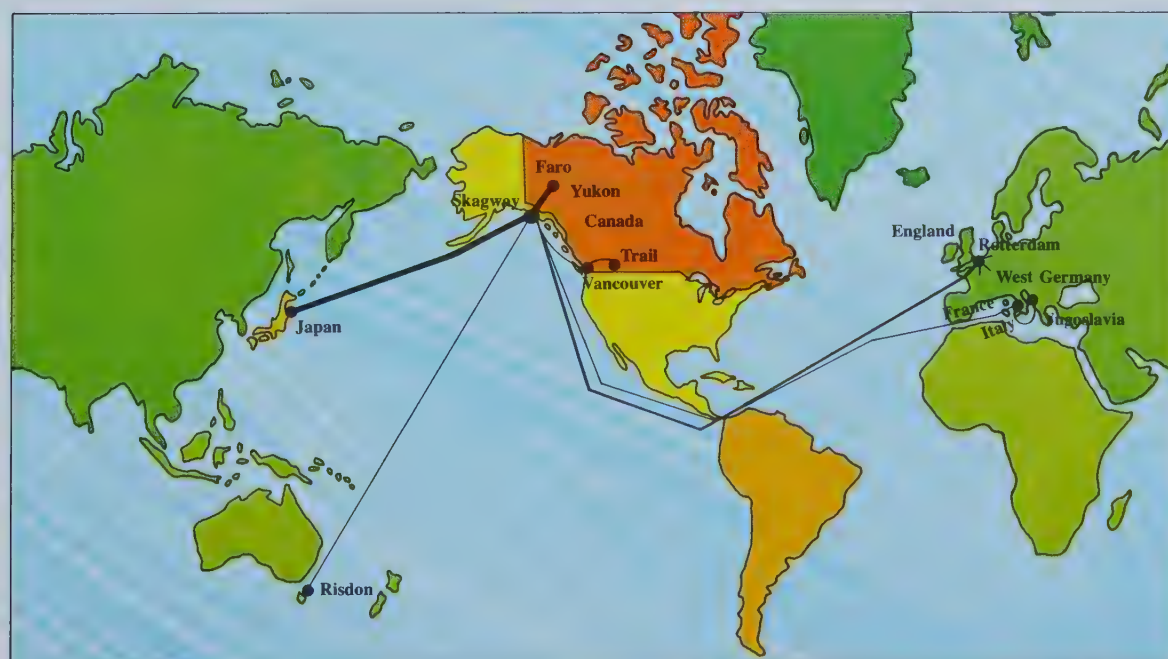 Faro
Yukon
Skagway
Canada
England
Rotterdam
Trail
West Germany
Vancouver
France
Italy
Yugoslavia
Japan
Risdon